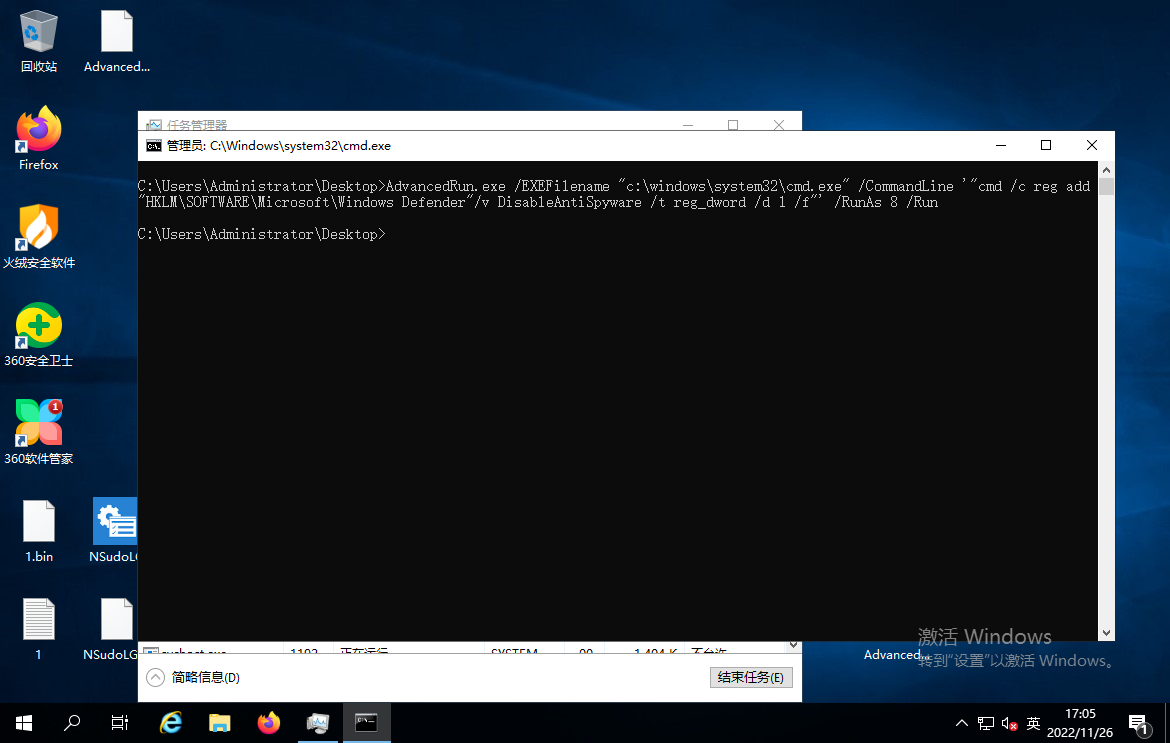 回收站
Advanced...
Firefox
火绒安全软件
360安全卫士
1
360软件管家
1.bin
NSudoLG
1
NSudoLG
任务管理器
管理员: C:\Windows\system32\cmd.exe
C:\Users\Administrator\Desktop>AdvancedRun.exe /EXEFilename "c:\windows\system32\cmd.exe" /CommandLine '"cmd /c reg add
"HKLM\SOFTWARE\Microsoft\Windows Defender"/v DisableAntiSpyware /t reg_dword /d 1 /f"' /RunAs 8 /Run
C:\Users\Administrator\Desktop>
svchost.exe 1192 正在运行 SYSTEM 00 1,404 K 不允许
简略信息(D)
结束任务(E)
Advanced...
激活 Windows
转到"设置"以激活 Windows。
英
17:05
2022/11/26
1